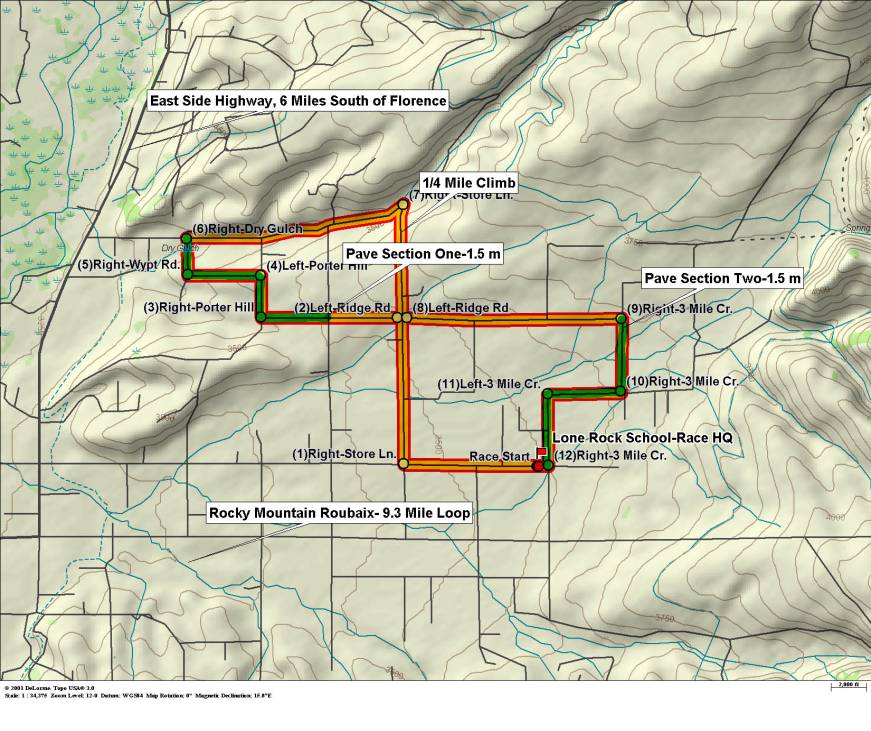 East Side Highway, 6 Miles South of Florence
1/4 Mile Climb
(7)Right-Store Ln.
(6)Right-Dry Gulch
3500
Spring
3750
Dry Gulch
Pave Section One-1.5 m
(5)Right-Wypt Rd.
(4)Left-Porter Hill
Pave Section Two-1.5 m
4000
(3)Right-Porter Hill
(2)Left-Ridge Rd.
(8)Left-Ridge Rd
(9)Right-3 Mile Cr.
3500
3750
(11)Left-3 Mile Cr.
(10)Right-3 Mile Cr.
3500
Lone Rock School-Race HQ
(1)Right-Store Ln.
Race Start
(12)Right-3 Mile Cr.
Rocky Mountain Roubaix- 9.3 Mile Loop
4000
3750
3500
© 2001 DeLorme. Topo USA® 3.0
Scale: 1 : 34,375 Zoom Level: 12-0 Datum: WGS84 Map Rotation: 0° Magnetic Declination: 15.8°E
2,000 ft